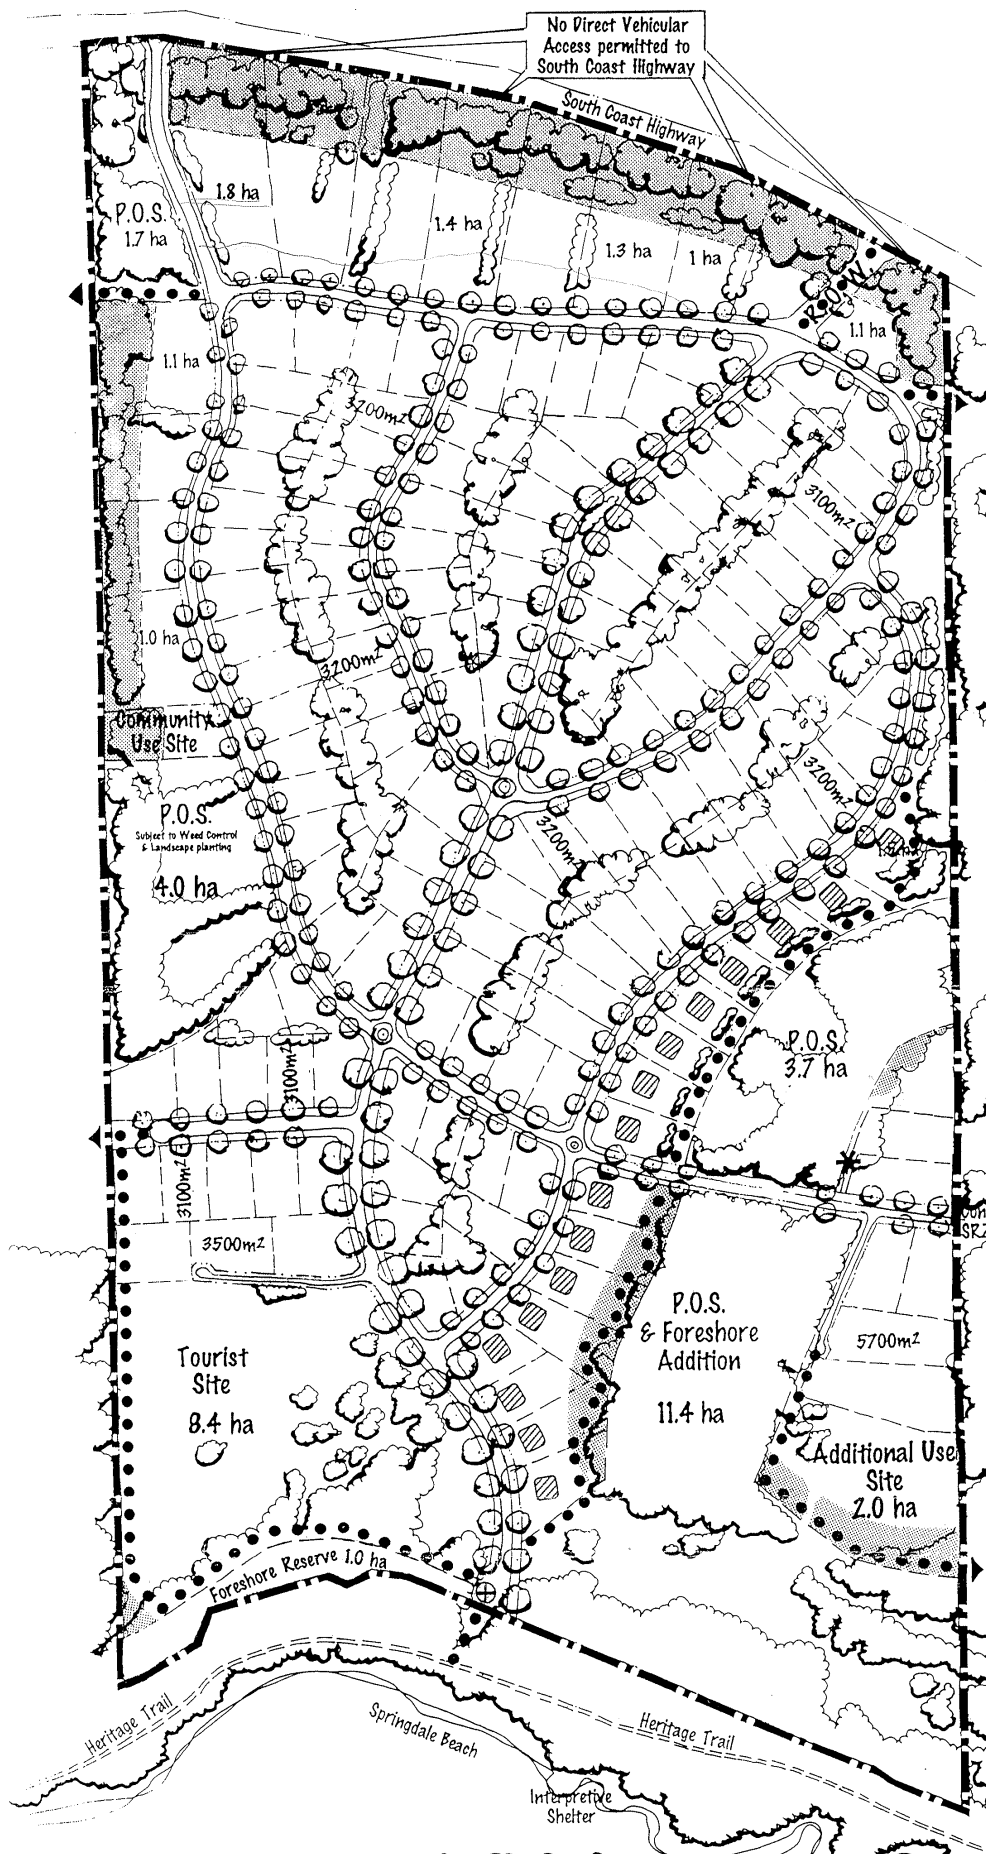 No Direct Vehicular
Access permitted to
South Coast Highway
South Coast Highway
1.8 ha
P.O.S.
1.7 ha
1.4 ha
1.3 ha
1 ha
R.O.W.
1.1 ha
1.1 ha
3200m²
3100m²
1.0 ha
3200m²
Community
Use Site
P.O.S.
Subject to Weed Control
& Landscape planting
4.0 ha
3200m²
3200m²
P.O.S.
3.7 ha
3100m²
3100m²
3500m²
P.O.S.
& Foreshore
Addition
11.4 ha
5700m²
Tourist
Site
8.4 ha
Additional Use
Site
2.0 ha
Foreshore Reserve 1.0 ha
Heritage Trail
Springdale Beach
Heritage Trail
Interpretive
Shelter